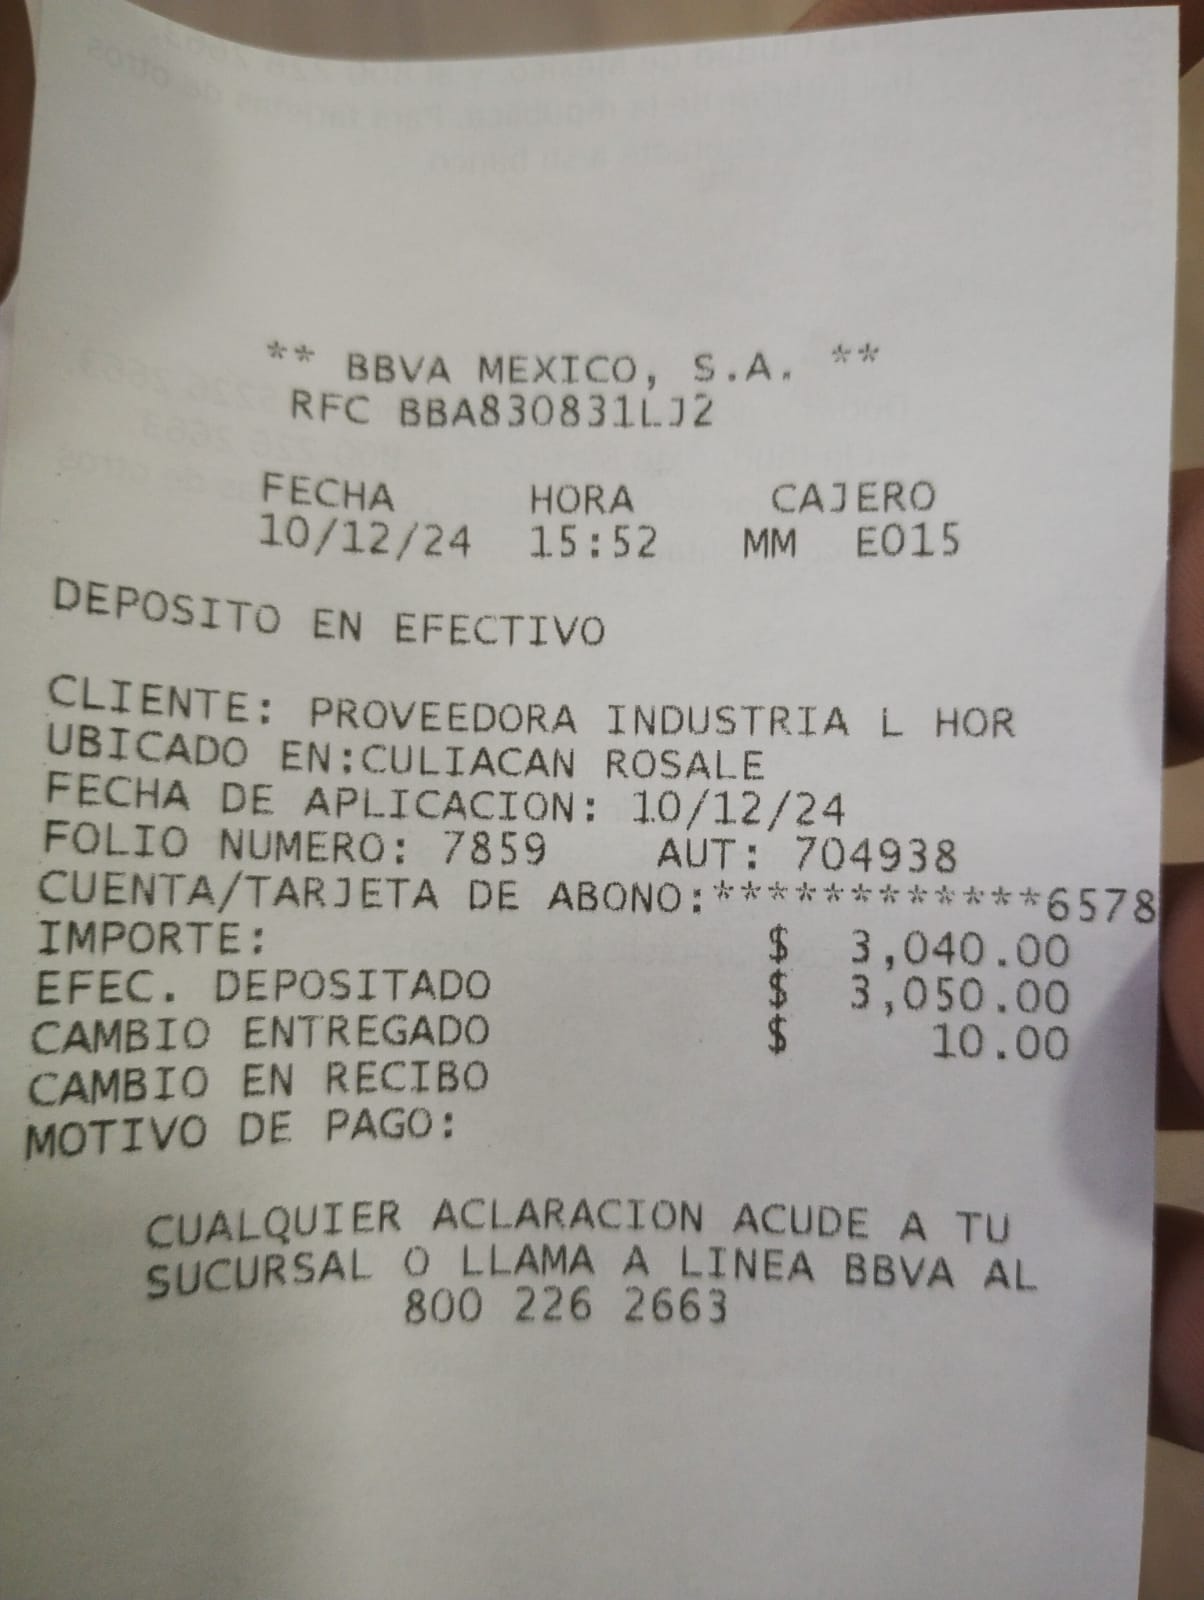 ** BBVA MEXICO, S.A. **
RFC BBA830831LJ2
FECHA HORA CAJERO
10/12/24 15:52 MM E015
DEPOSITO EN EFECTIVO
CLIENTE: PROVEEDORA INDUSTRIA L HOR
UBICADO EN:CULIACAN ROSALE
FECHA DE APLICACION: 10/12/24
FOLIO NUMERO: 7859 AUT: 704938
CUENTA/TARJETA DE ABONO:************6578
IMPORTE: $ 3,040.00
EFEC. DEPOSITADO $ 3,050.00
CAMBIO ENTREGADO $ 10.00
CAMBIO EN RECIBO
MOTIVO DE PAGO:
CUALQUIER ACLARACION ACUDE A TU
SUCURSAL O LLAMA A LINEA BBVA AL
800 226 2663